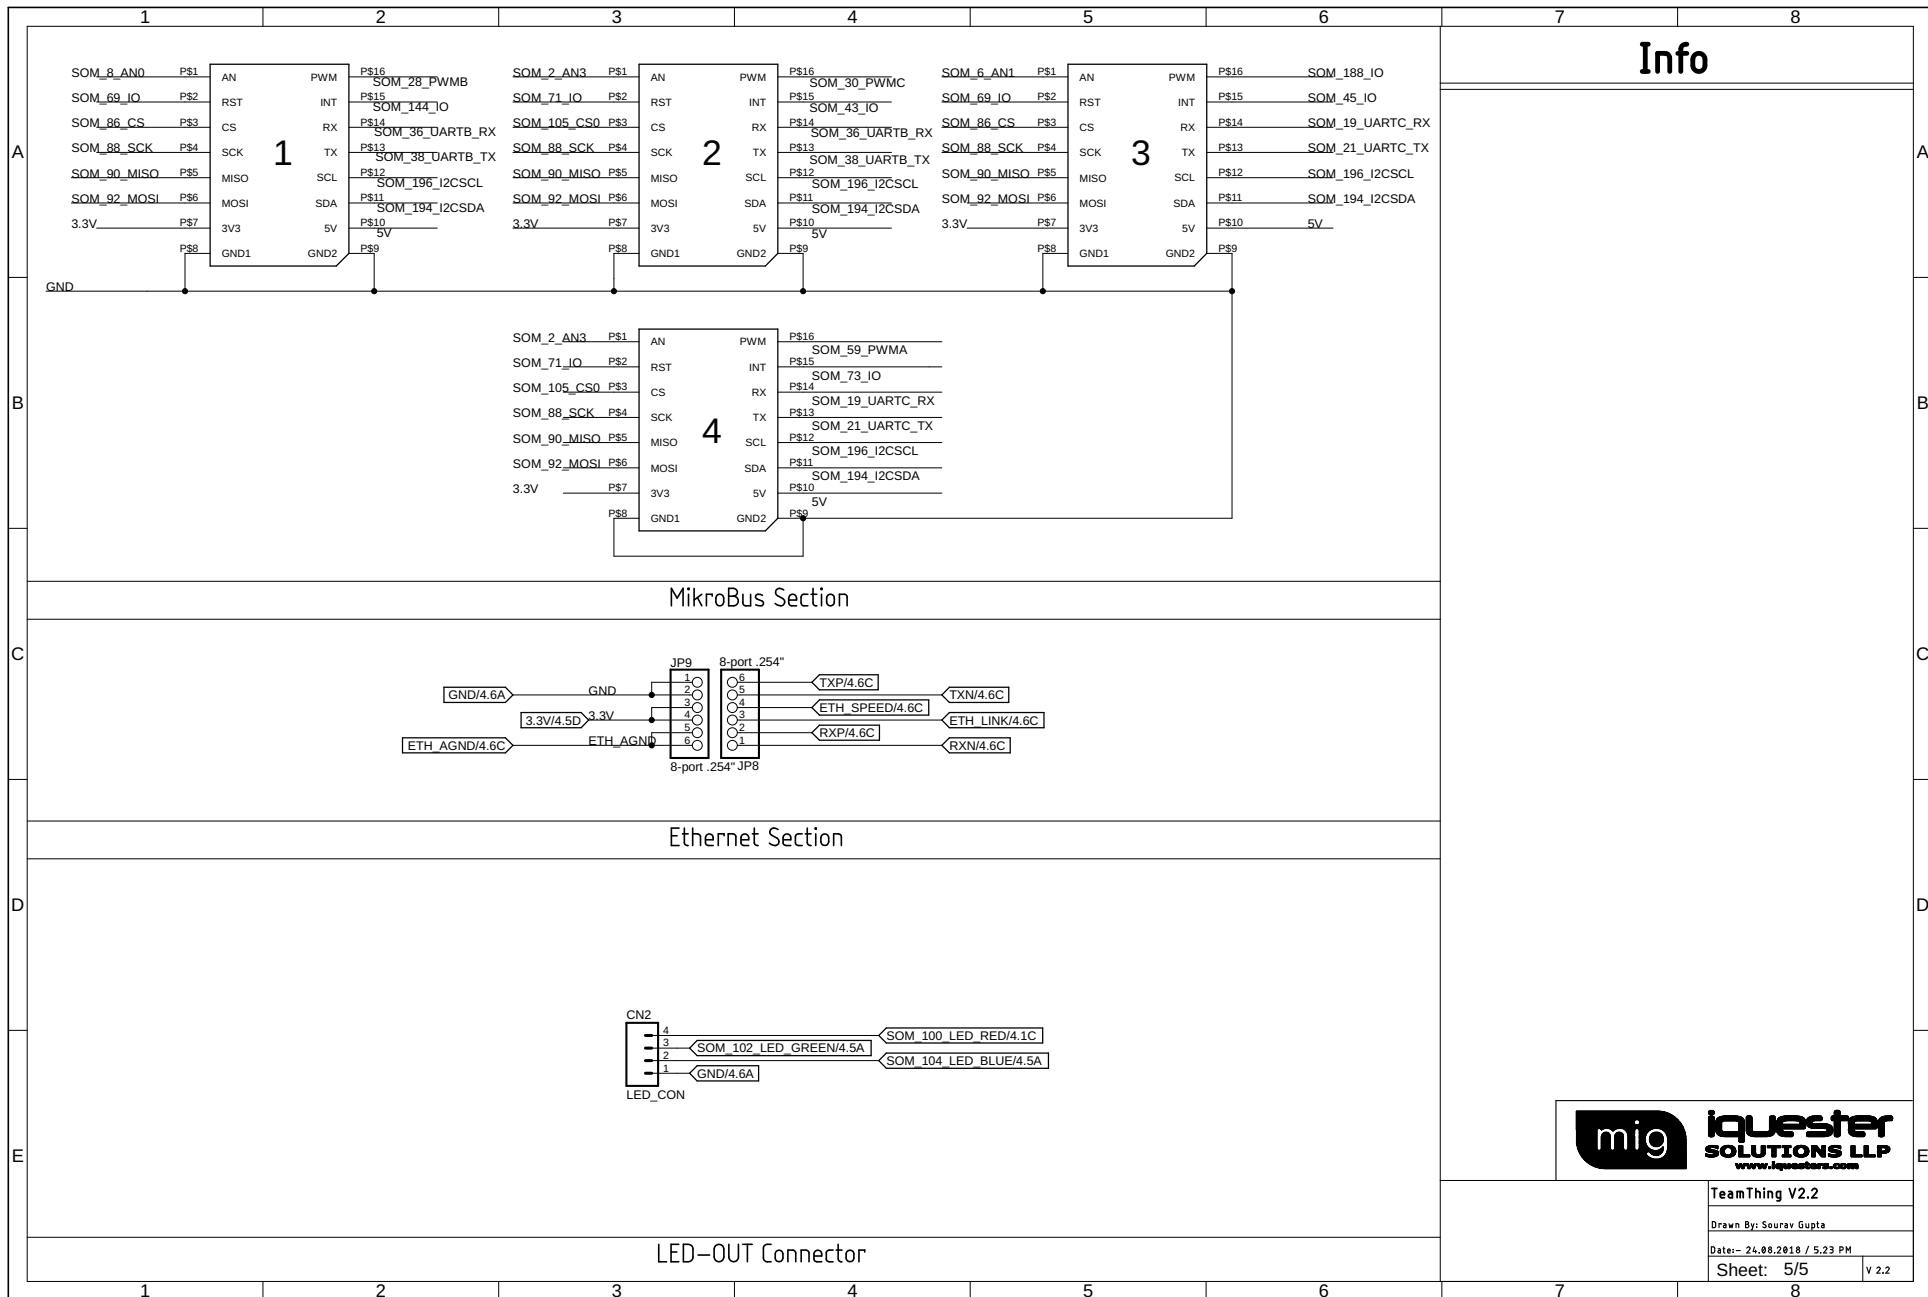 1 2 3 4 5 6 7 8
Info
A A
B B
C C
D D
E E
SOM_8_AN0 P$1 AN PWM P$16 SOM_28_PWMB
SOM_69_IO P$2 RST INT P$15 SOM_144_IO
SOM_86_CS P$3 CS RX P$14 SOM_36_UARTB_RX
SOM_88_SCK P$4 SCK 1 TX P$13 SOM_38_UARTB_TX
SOM_90_MISO P$5 MISO SCL P$12 SOM_196_I2CSCL
SOM_92_MOSI P$6 MOSI SDA P$11 SOM_194_I2CSDA
3.3V P$7 3V3 5V P$10 5V
P$8 GND1 GND2 P$9
SOM_2_AN3 P$1 AN PWM P$16 SOM_30_PWMC
SOM_71_IO P$2 RST INT P$15 SOM_43_IO
SOM_105_CS0 P$3 CS RX P$14 SOM_36_UARTB_RX
SOM_88_SCK P$4 SCK 2 TX P$13 SOM_38_UARTB_TX
SOM_90_MISO P$5 MISO SCL P$12 SOM_196_I2CSCL
SOM_92_MOSI P$6 MOSI SDA P$11 SOM_194_I2CSDA
3.3V P$7 3V3 5V P$10 5V
P$8 GND1 GND2 P$9
SOM_6_AN1 P$1 AN PWM P$16 SOM_188_IO
SOM_69_IO P$2 RST INT P$15 SOM_45_IO
SOM_86_CS P$3 CS RX P$14 SOM_19_UARTC_RX
SOM_88_SCK P$4 SCK 3 TX P$13 SOM_21_UARTC_TX
SOM_90_MISO P$5 MISO SCL P$12 SOM_196_I2CSCL
SOM_92_MOSI P$6 MOSI SDA P$11 SOM_194_I2CSDA
3.3V P$7 3V3 5V P$10 5V
P$8 GND1 GND2 P$9
GND
SOM_2_AN3 P$1 AN PWM P$16 SOM_59_PWMA
SOM_71_IO P$2 RST INT P$15 SOM_73_IO
SOM_105_CS0 P$3 CS RX P$14 SOM_19_UARTC_RX
SOM_88_SCK P$4 SCK 4 TX P$13 SOM_21_UARTC_TX
SOM_90_MISO P$5 MISO SCL P$12 SOM_196_I2CSCL
SOM_92_MOSI P$6 MOSI SDA P$11 SOM_194_I2CSDA
3.3V P$7 3V3 5V P$10 5V
P$8 GND1 GND2 P$9
MikroBus Section
JP9 8-port .254"
1 6 TXP/4.6C
GND/4.6A GND 2 5 TXN/4.6C
3 4 ETH_SPEED/4.6C
3.3V/4.5D 3.3V 4 3 ETH_LINK/4.6C
5 2 RXP/4.6C
ETH_AGND/4.6C ETH_AGND 6 1 RXN/4.6C
8-port .254" JP8
Ethernet Section
CN2
4 SOM_100_LED_RED/4.1C
3 SOM_102_LED_GREEN/4.5A
2 SOM_104_LED_BLUE/4.5A
1 GND/4.6A
LED_CON
LED-OUT Connector
mig
iquester
SOLUTIONS LLP
www.iquesters.com
TeamThing V2.2
Drawn By: Sourav Gupta
Date:- 24.08.2018 / 5.23 PM
Sheet: 5/5 V 2.2
1 2 3 4 5 6 7 8